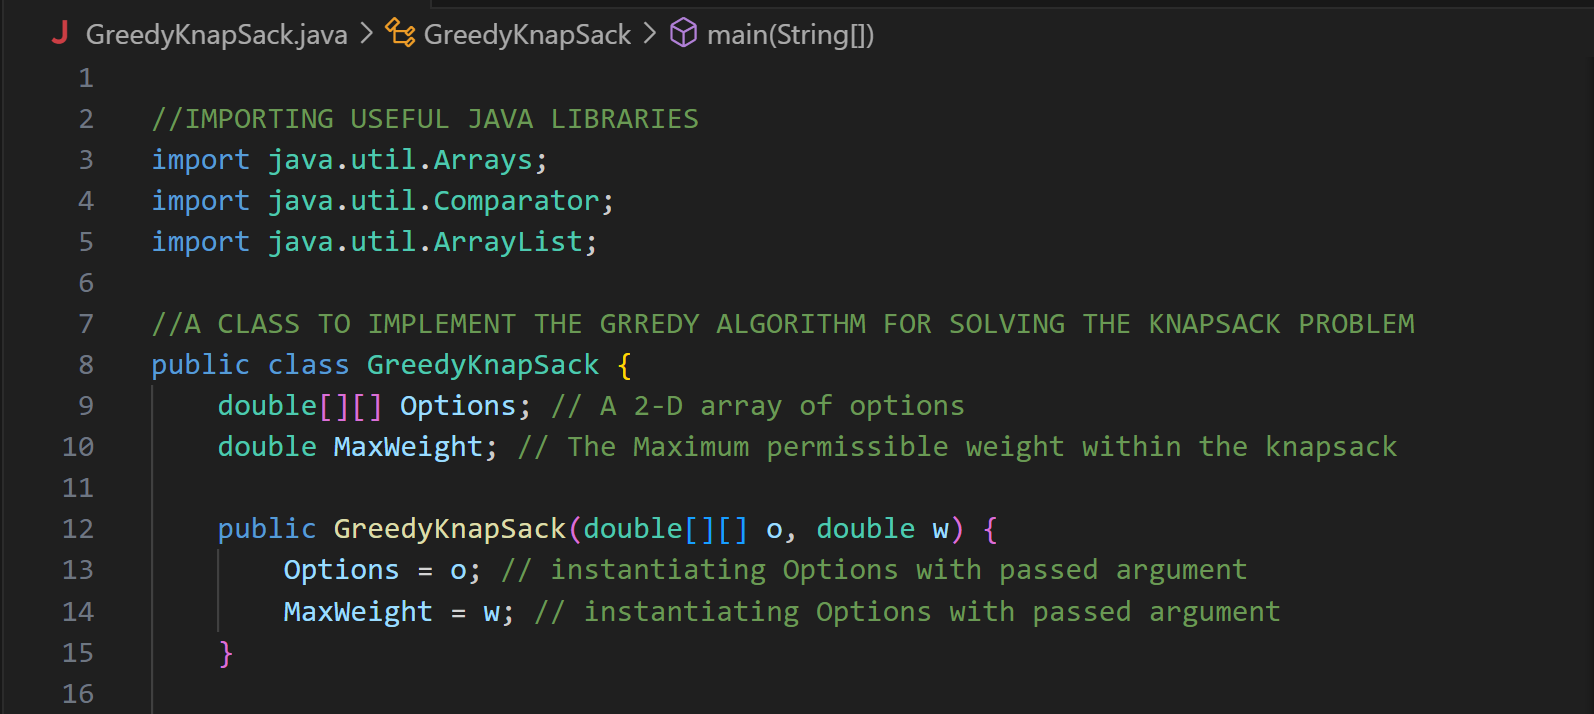 GreedyKnapSack.java > GreedyKnapSack > main(String[])
1
2 //IMPORTING USEFUL JAVA LIBRARIES
3 import java.util.Arrays;
4 import java.util.Comparator;
5 import java.util.ArrayList;
6
7 //A CLASS TO IMPLEMENT THE GRREDY ALGORITHM FOR SOLVING THE KNAPSACK PROBLEM
8 public class GreedyKnapSack {
9 double[][] Options; // A 2-D array of options
10 double MaxWeight; // The Maximum permissible weight within the knapsack
11
12 public GreedyKnapSack(double[][] o, double w) {
13 Options = o; // instantiating Options with passed argument
14 MaxWeight = w; // instantiating Options with passed argument
15 }
16